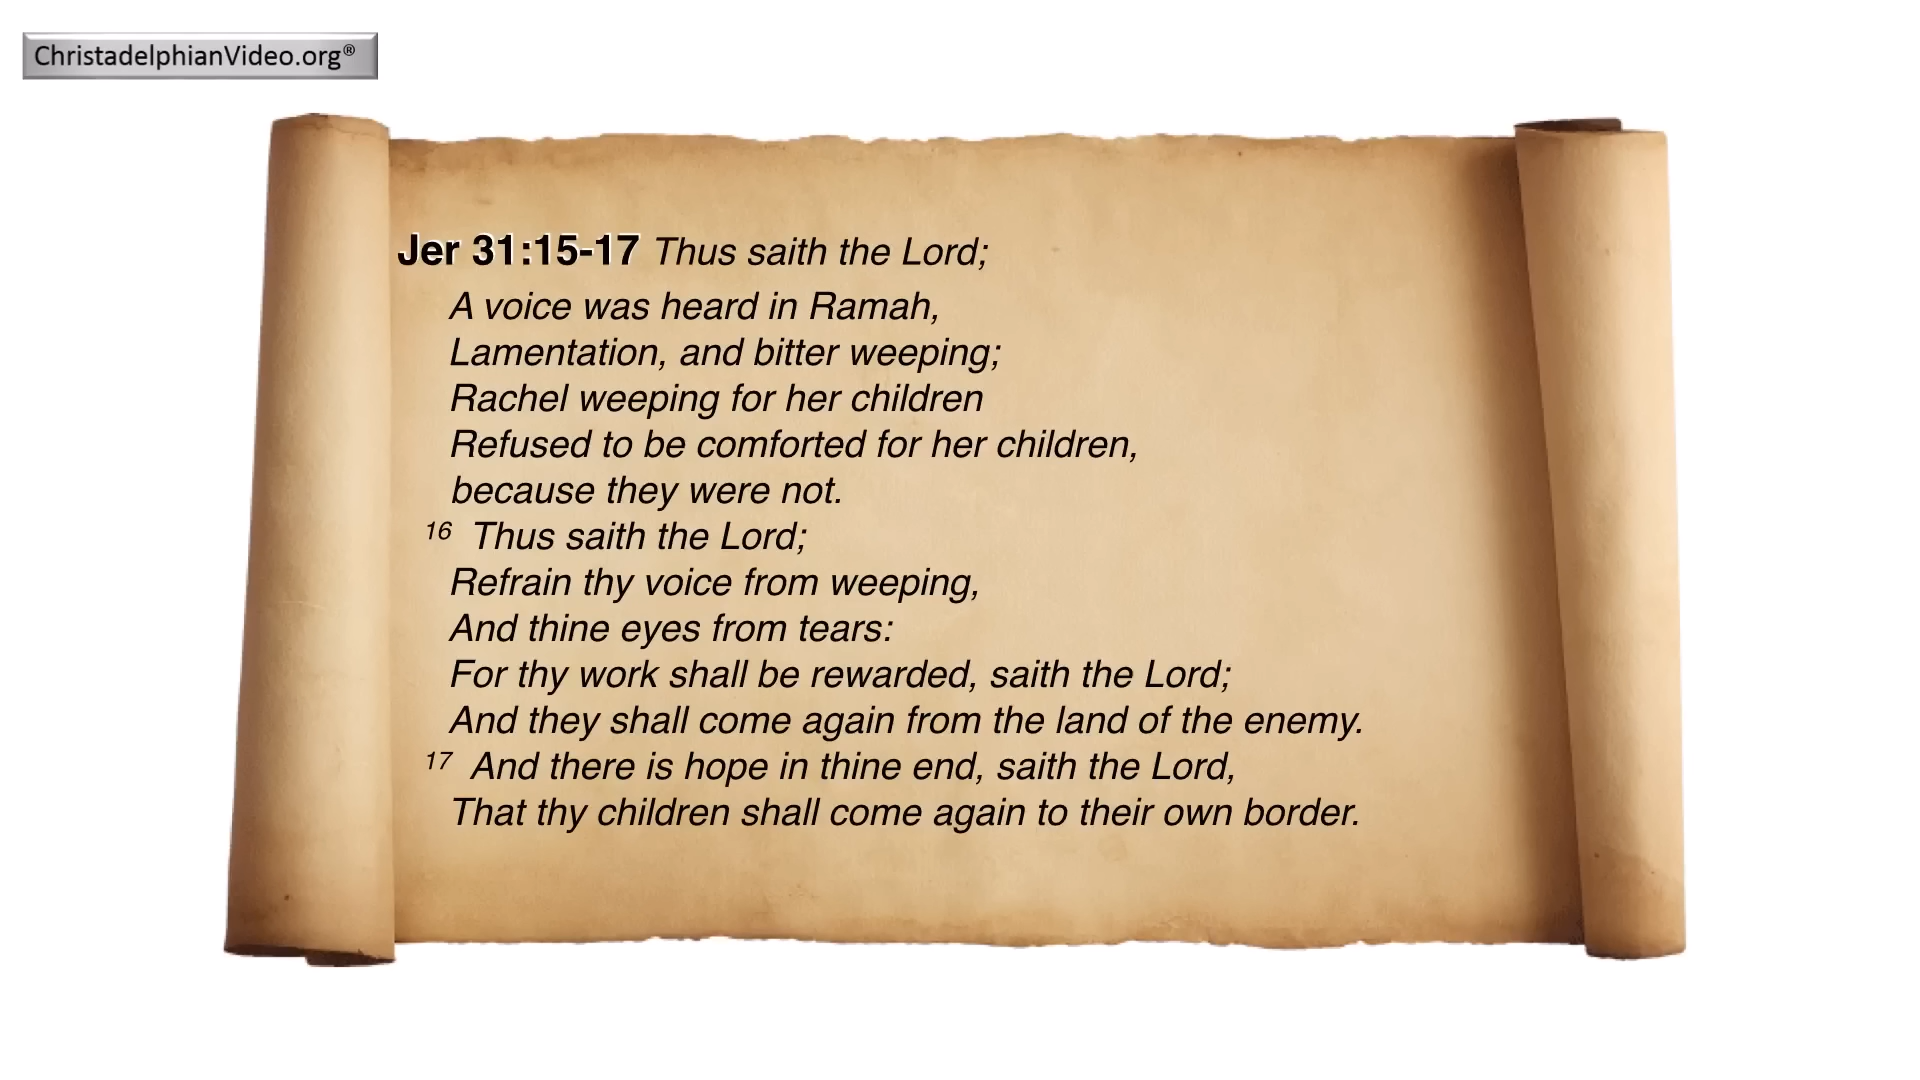 ChristadelphianVideo.org®
Jer 31:15-17 Thus saith the Lord;
A voice was heard in Ramah,
Lamentation, and bitter weeping;
Rachel weeping for her children
Refused to be comforted for her children,
because they were not.
16 Thus saith the Lord;
Refrain thy voice from weeping,
And thine eyes from tears:
For thy work shall be rewarded, saith the Lord;
And they shall come again from the land of the enemy.
17 And there is hope in thine end, saith the Lord,
That thy children shall come again to their own border.